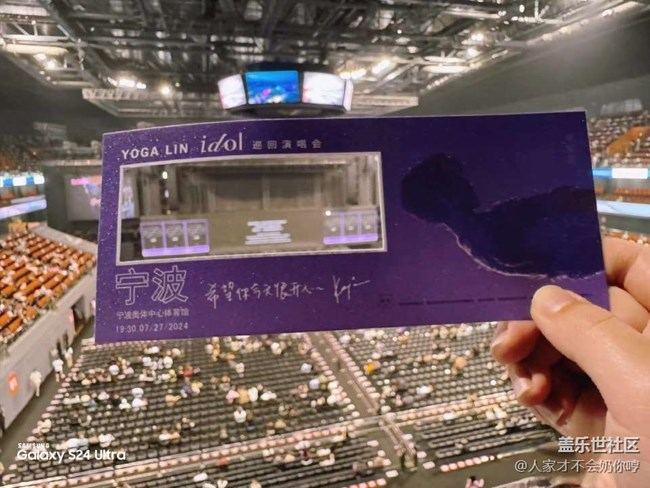 YOGA LIN idol 巡回演唱会
宁波
希望你今天很开心~
宁波奥体中心体育馆
19:30.07/27/2024
SAMSUNG
Galaxy S24 Ultra
盖乐世社区
@人家才不会奶你哼